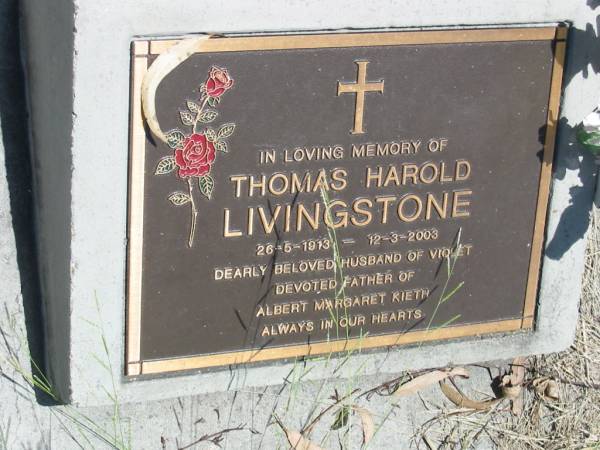 IN LOVING MEMORY OF
THOMAS HAROLD
LIVINGSTONE
26-5-1913 — 12-3-2003
DEARLY BELOVED HUSBAND OF VIOLET
DEVOTED FATHER OF
ALBERT MARGARET KIETH
ALWAYS IN OUR HEARTS